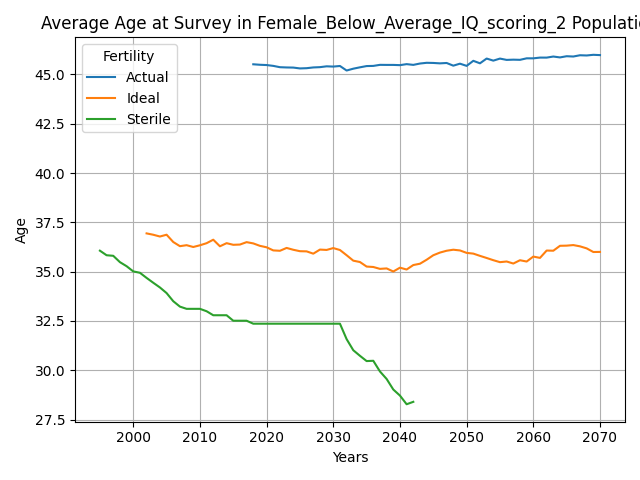 Average Age at Survey in Female_Below_Average_IQ_scoring_2 Populati
Fertility
Actual
Ideal
Sterile
Age
45.0
42.5
40.0
37.5
35.0
32.5
30.0
27.5
2000 2010 2020 2030 2040 2050 2060 2070
Years